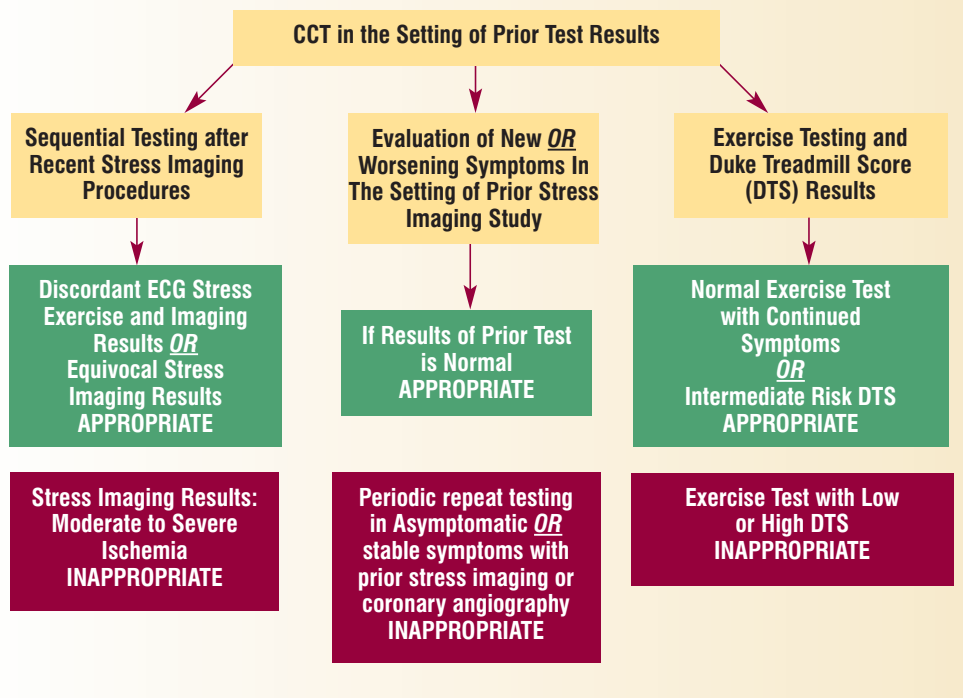 CCT in the Setting of Prior Test Results
Sequential Testing after
Recent Stress Imaging
Procedures
Evaluation of New OR
Worsening Symptoms In
The Setting of Prior Stress
Imaging Study
Exercise Testing and
Duke Treadmill Score
(DTS) Results
Discordant ECG Stress
Exercise and Imaging
Results OR
Equivocal Stress
Imaging Results
APPROPRIATE
If Results of Prior Test
is Normal
APPROPRIATE
Normal Exercise Test
with Continued
Symptoms
OR
Intermediate Risk DTS
APPROPRIATE
Stress Imaging Results:
Moderate to Severe
Ischemia
INAPPROPRIATE
Periodic repeat testing
in Asymptomatic OR
stable symptoms with
prior stress imaging or
coronary angiography
INAPPROPRIATE
Exercise Test with Low
or High DTS
INAPPROPRIATE